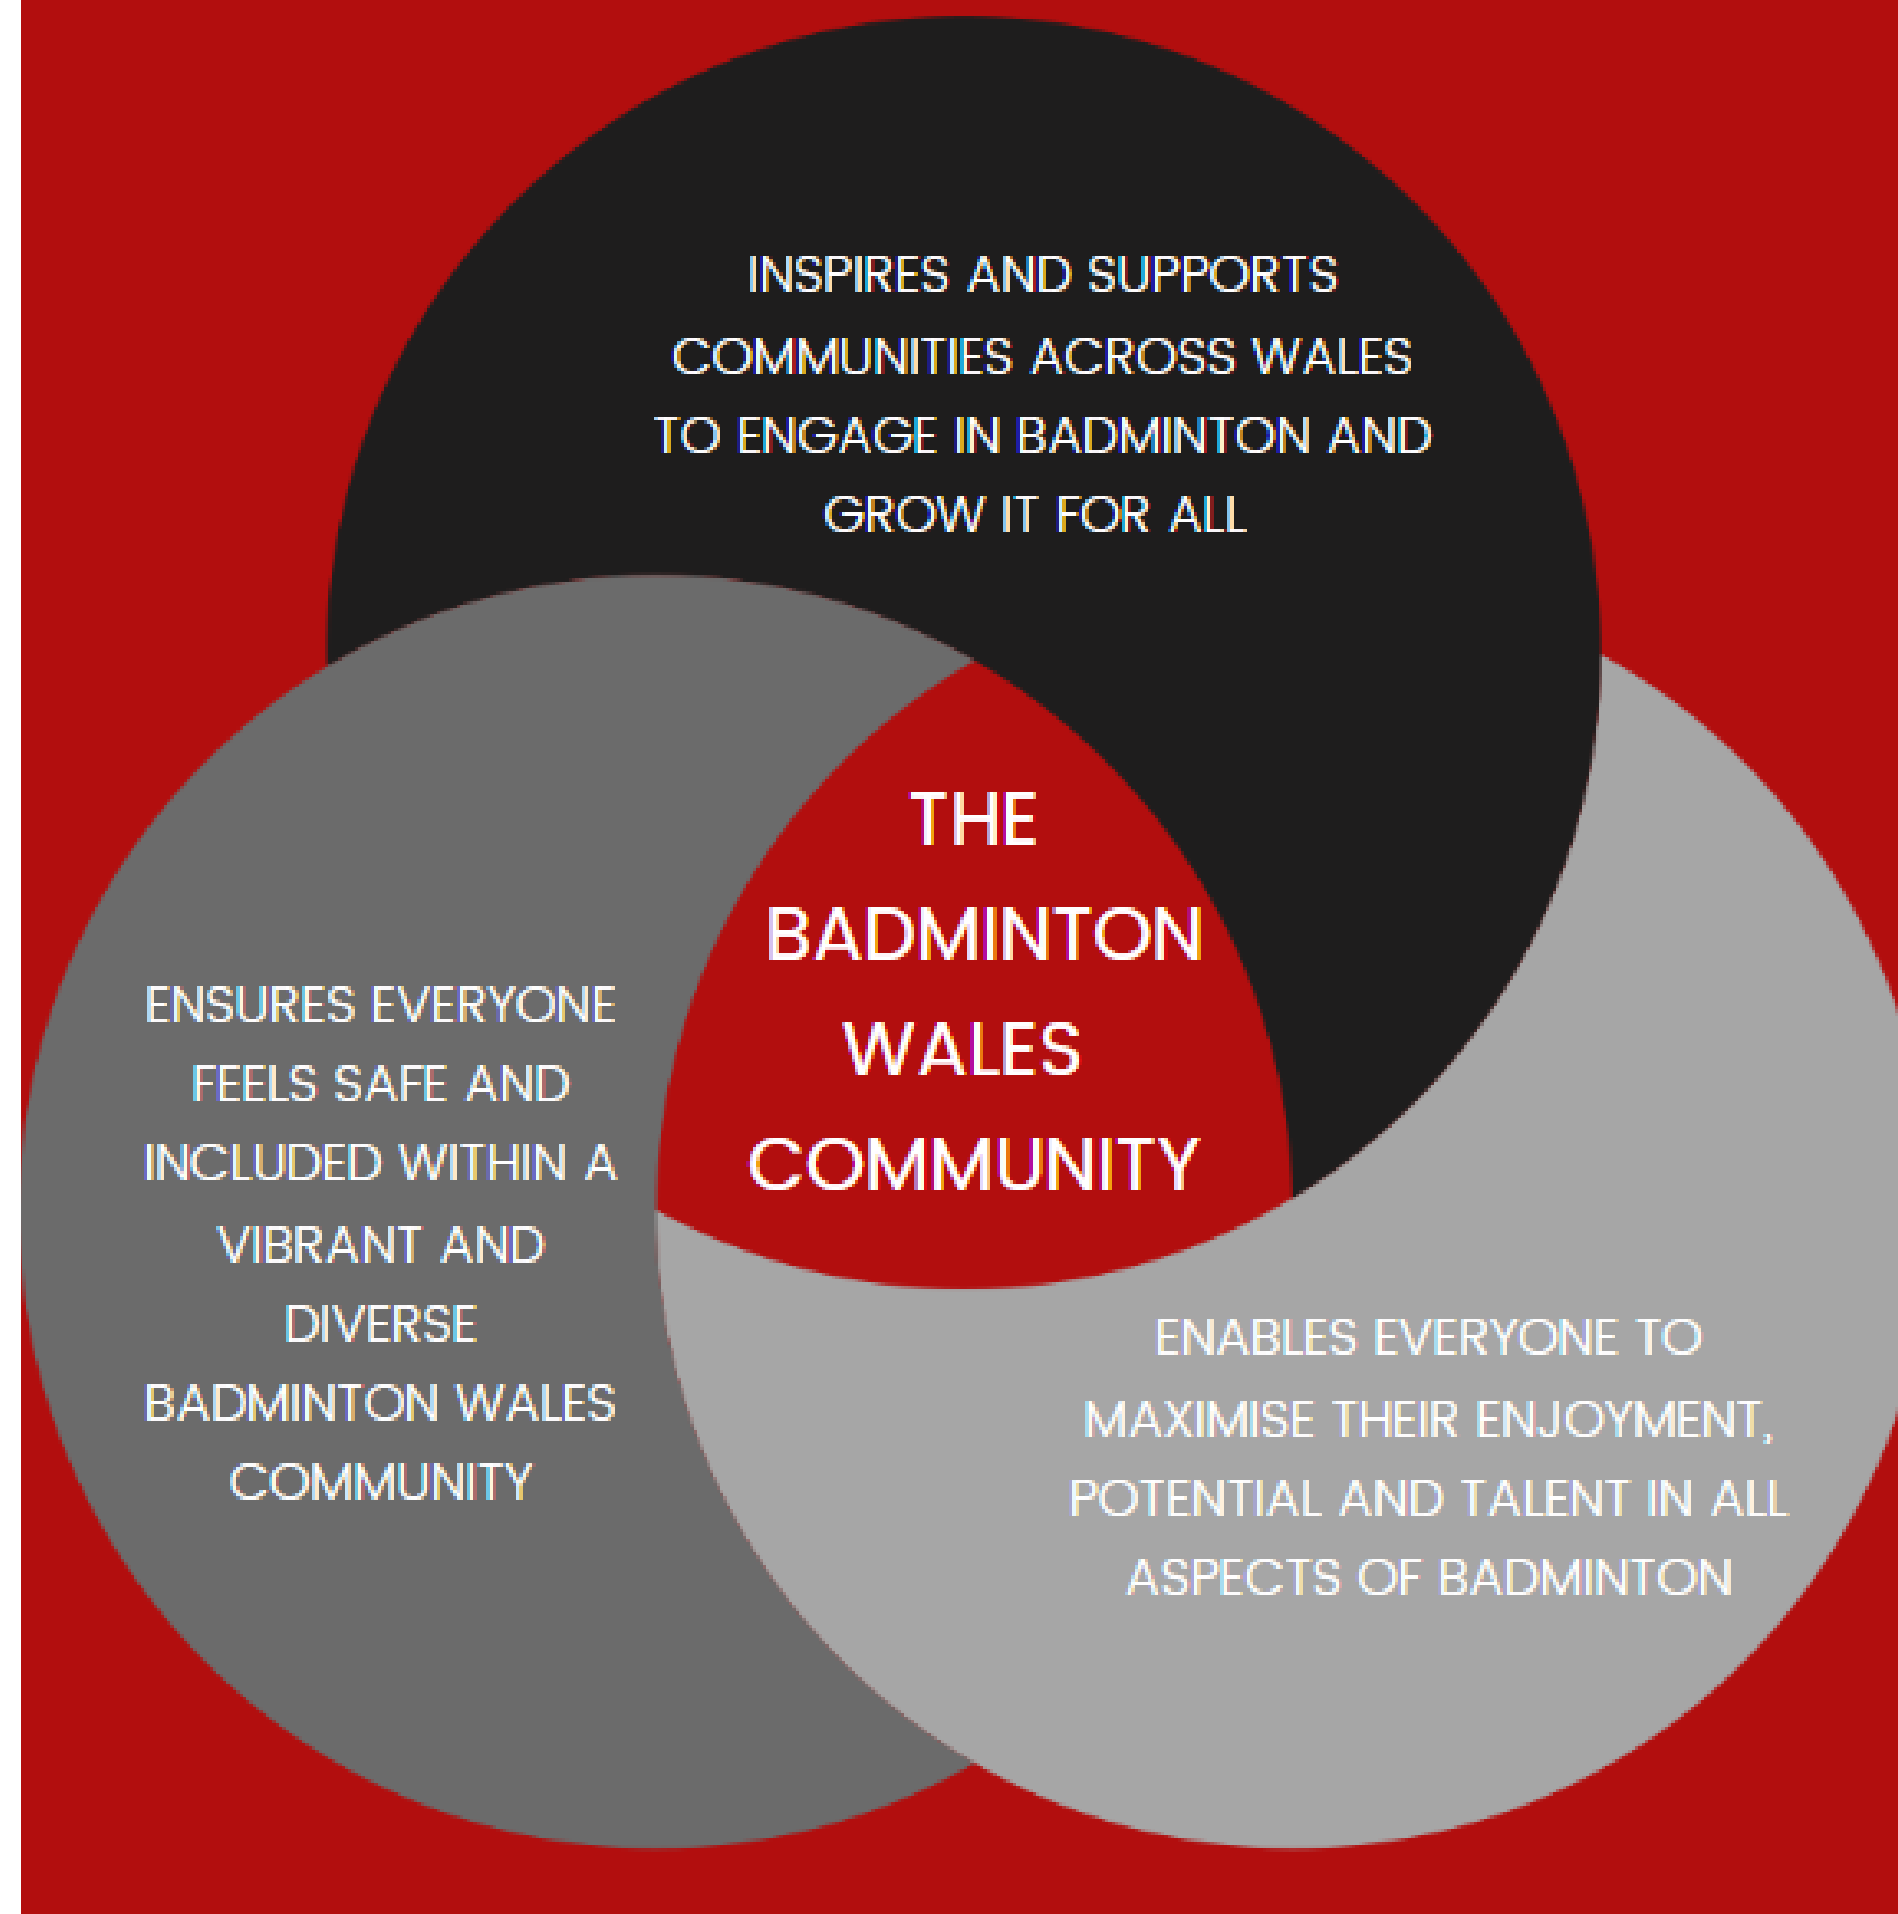 INSPIRES AND SUPPORTS
COMMUNITIES ACROSS WALES
TO ENGAGE IN BADMINTON AND
GROW IT FOR ALL
THE
BADMINTON
WALES
COMMUNITY
ENSURES EVERYONE
FEELS SAFE AND
INCLUDED WITHIN A
VIBRANT AND
DIVERSE
BADMINTON WALES
COMMUNITY
ENABLES EVERYONE TO
MAXIMISE THEIR ENJOYMENT,
POTENTIAL AND TALENT IN ALL
ASPECTS OF BADMINTON